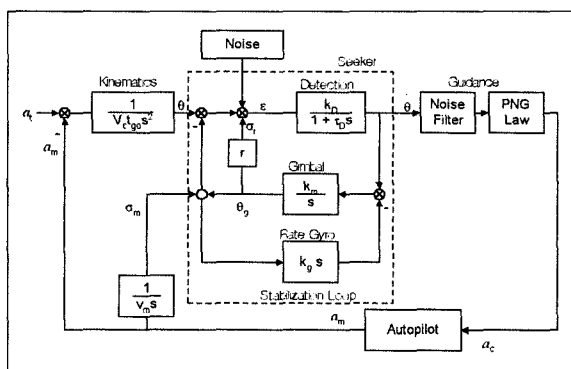 Noise
Seeker
Kinematics
Detection
Guidance
a_t
1
V_c t_go s²
θ
ε
k_D
1 + τ_D s
θ
Noise
Filter
PNG
Law
a_m
σ_r
r
Gimbal
k_m
s
σ_m
θ_g
Rate Gyro
k_g s
1
v_m s
Stabilization Loop
a_m
Autopilot
a_c